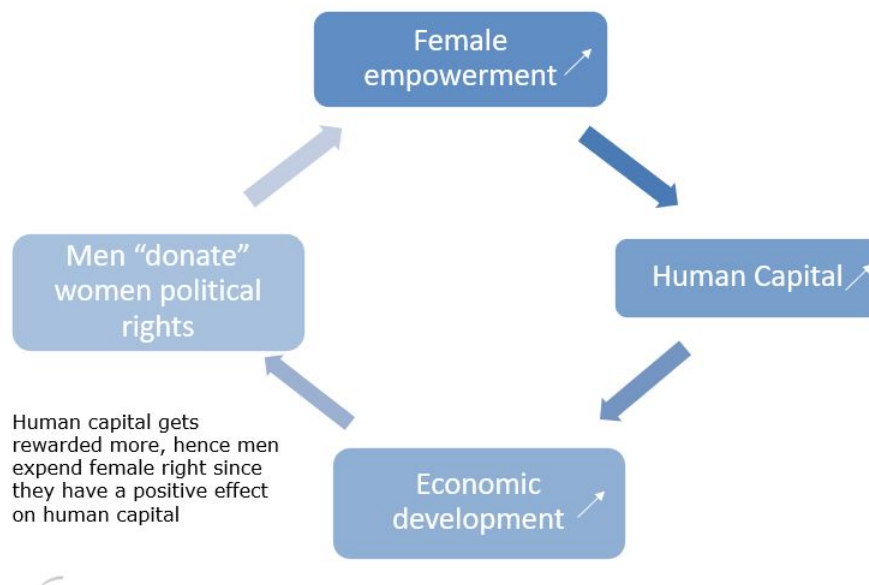 Female
empowerment
Human Capital
Men “donate”
women political
rights
Human capital gets
rewarded more, hence men
expend female right since
they have a positive effect
on human capital
Economic
development